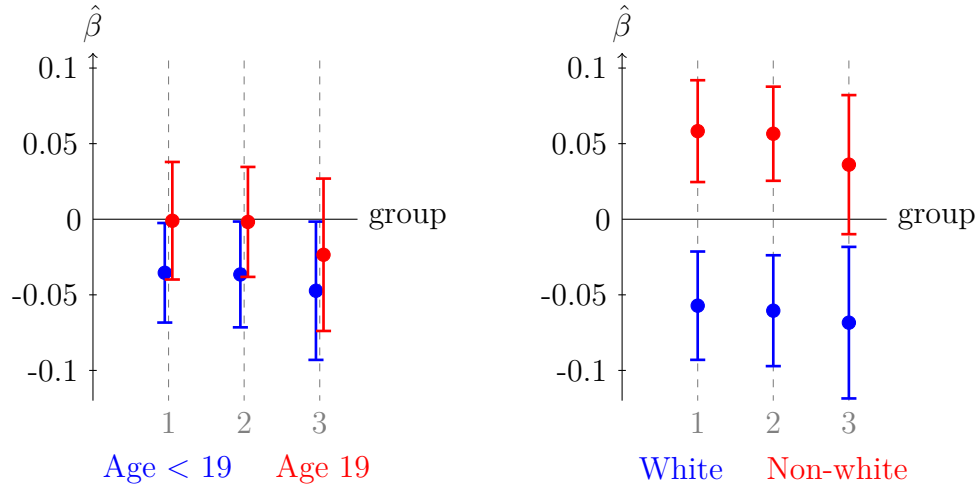 β̂
0.1
0.05
0
-0.05
-0.1
group
1 2 3
Age < 19 Age 19
β̂
0.1
0.05
0
-0.05
-0.1
group
1 2 3
White Non-white